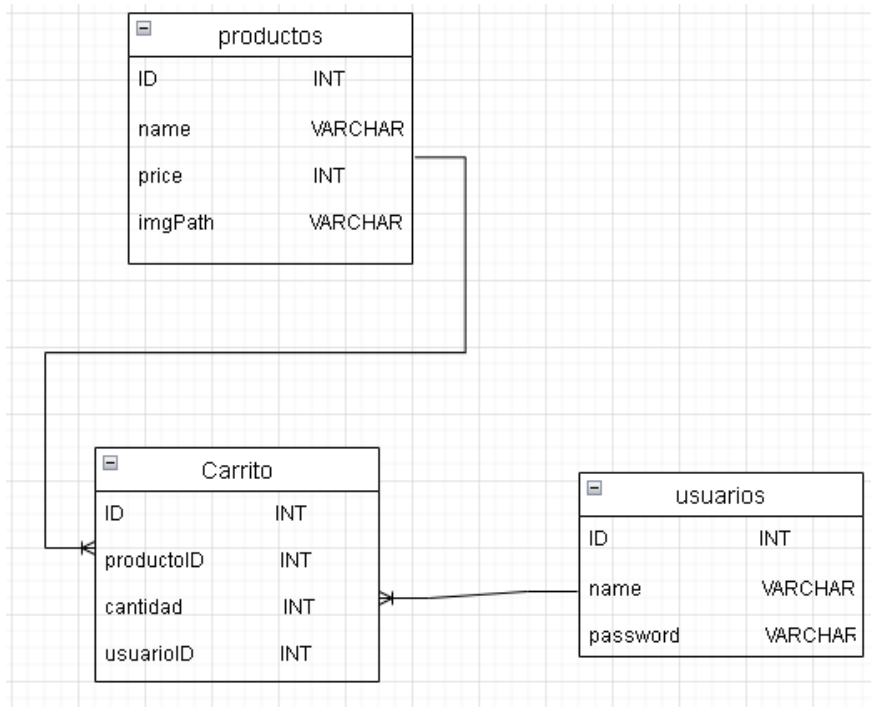 productos
ID INT
name VARCHAR
price INT
imgPath VARCHAR
Carrito
ID INT
productoID INT
cantidad INT
usuarioID INT
usuarios
ID INT
name VARCHAR
password VARCHAR